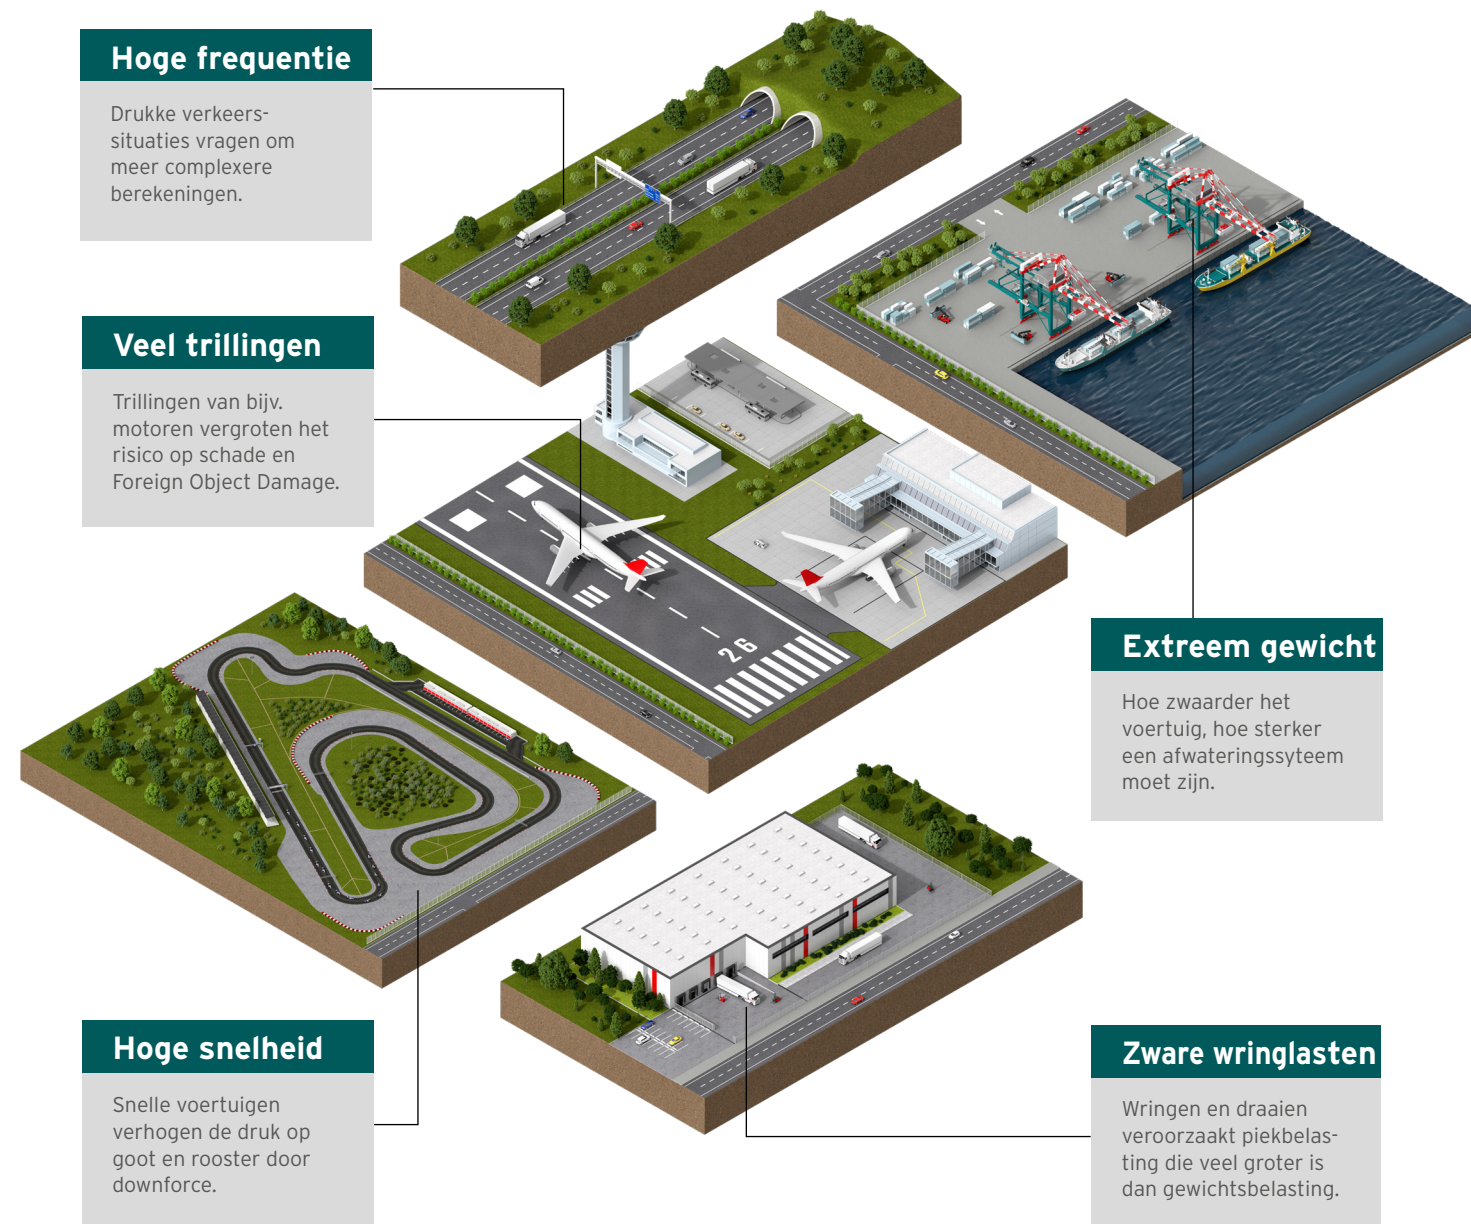 Hoge frequentie
Drukke verkeers-
situaties vragen om
meer complexere
berekeningen.
Veel trillingen
Trillingen van bijv.
motoren vergroten het
risico op schade en
Foreign Object Damage.
26
Extreem gewicht
Hoe zwaarder het
voertuig, hoe sterker
een afwateringssyteem
moet zijn.
Hoge snelheid
Snelle voertuigen
verhogen de druk op
goot en rooster door
downforce.
Zware wringlasten
Wringen en draaien
veroorzaakt piekbelas-
ting die veel groter is
dan gewichtsbelasting.